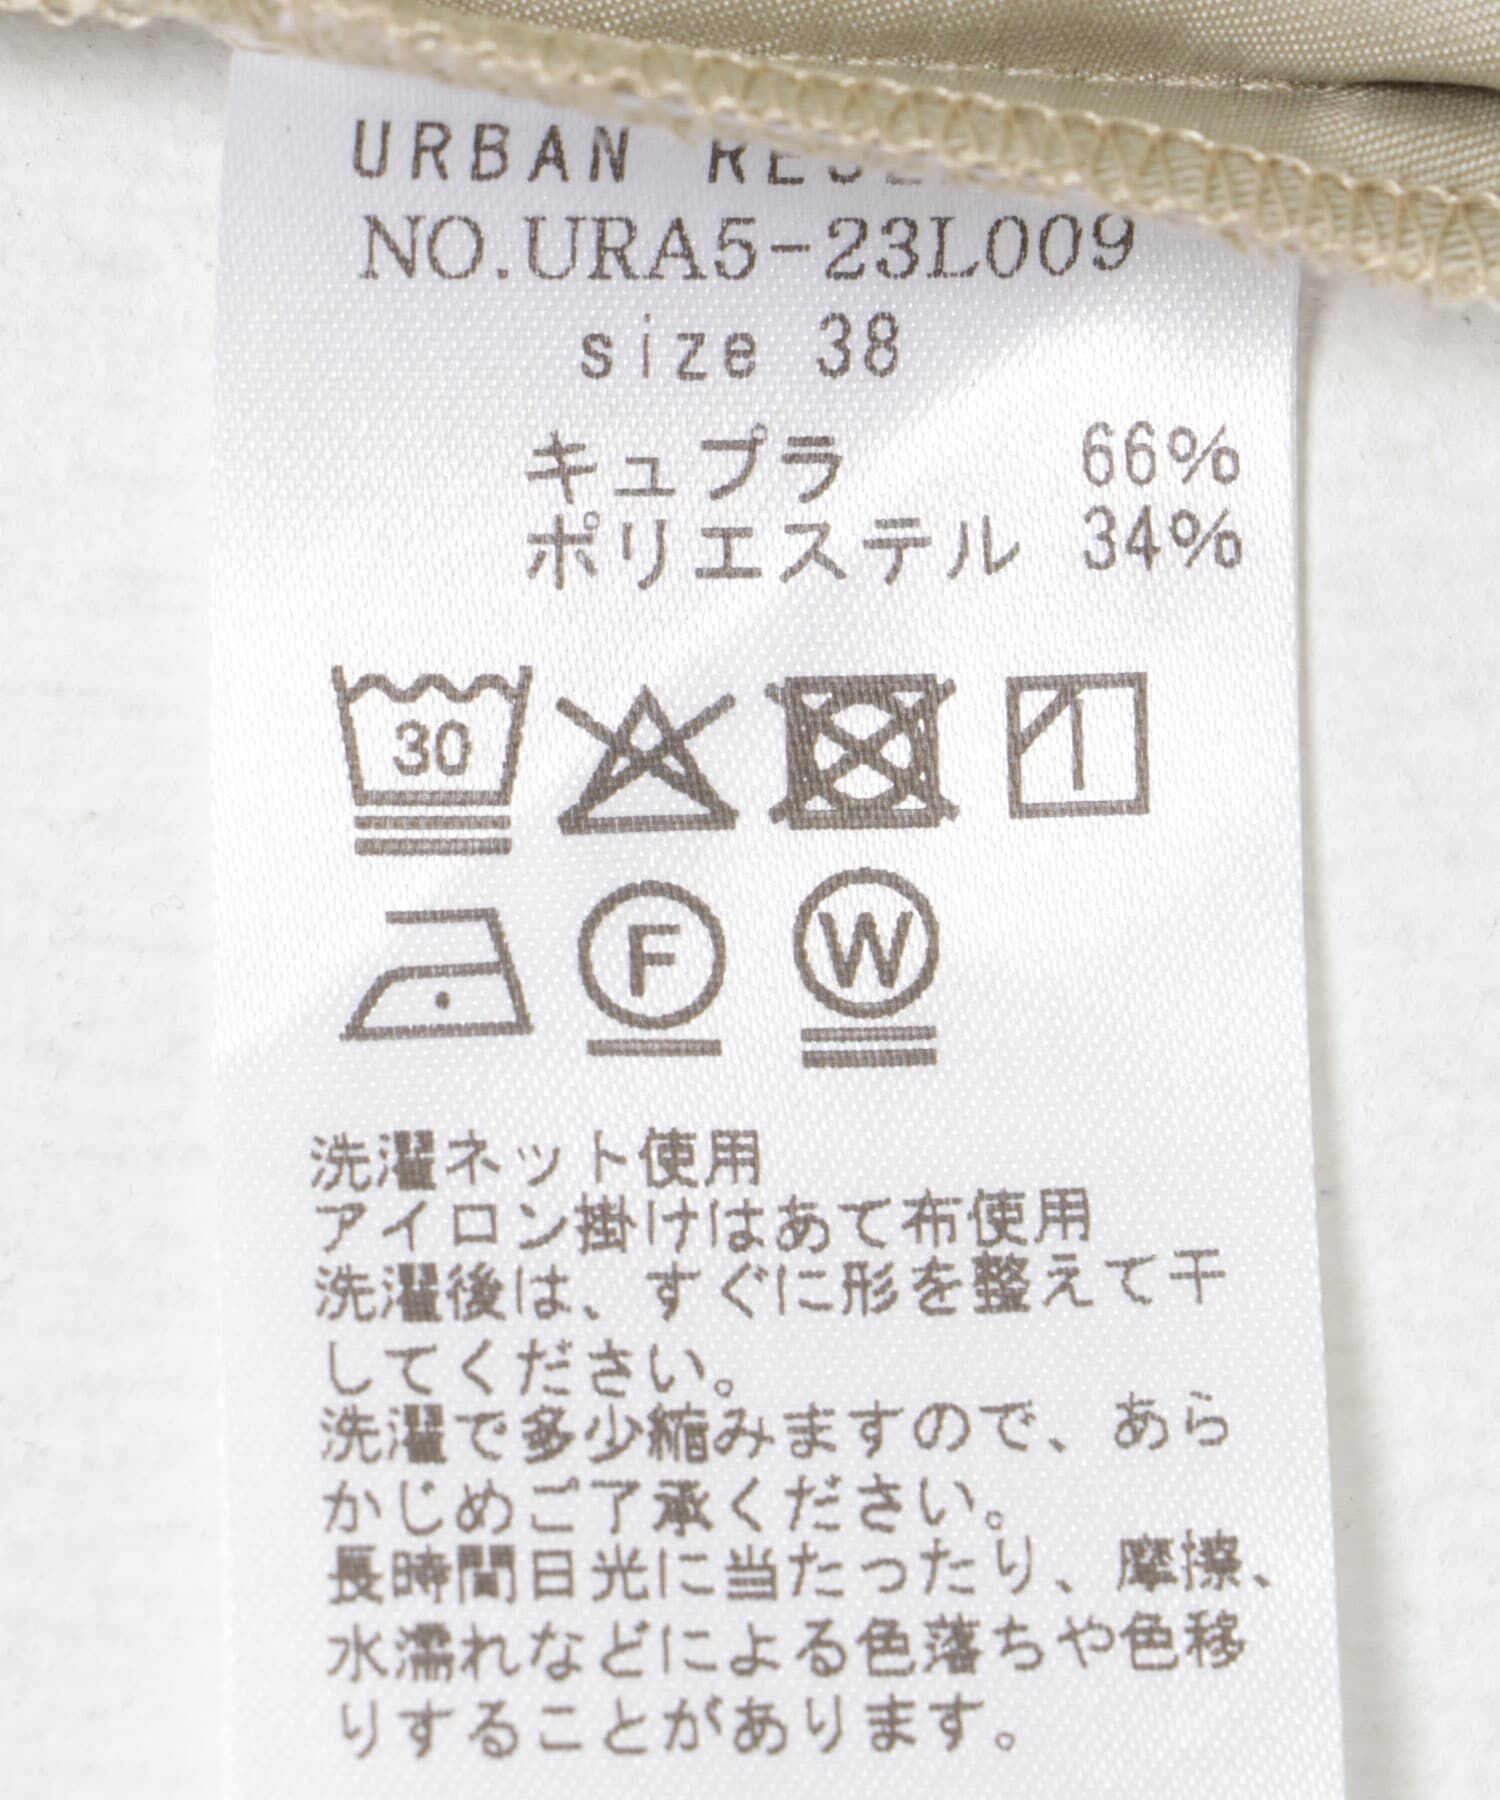 URBAN
NO.URA5-23L009
size 38
キュプラ 66%
ポリエステル 34%
30
F W
洗濯ネット使用
アイロン掛けはあて布使用
洗濯後は、すぐに形を整えて干
してください。
洗濯で多少縮みますので、あら
かじめご了承ください。
長時間日光に当たったり、摩擦、
水濡れなどによる色落ちや色移
りすることがあります。